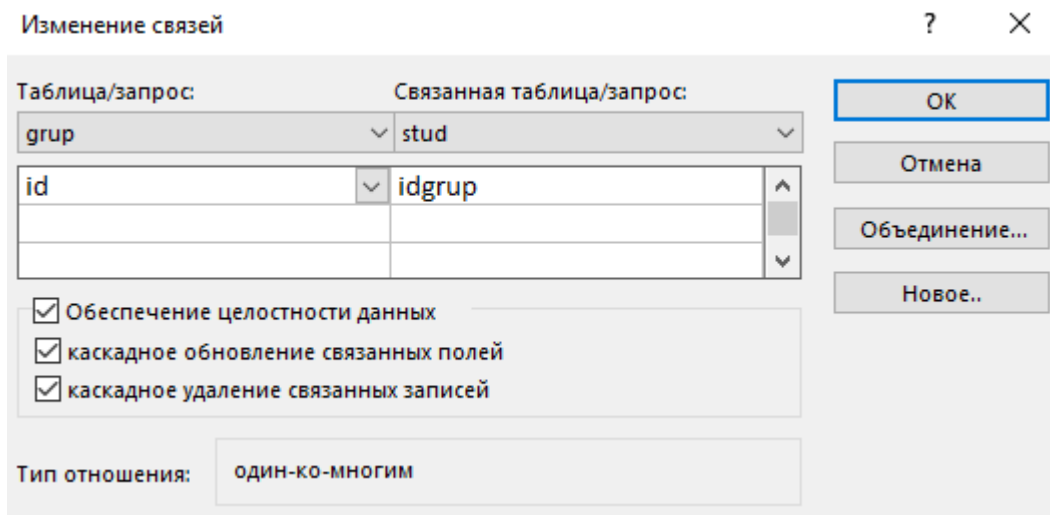 Изменение связей ?
Таблица/запрос: Связанная таблица/запрос:
grup stud
id idgrup
ОК
Отмена
Объединение...
Новое..
Обеспечение целостности данных
каскадное обновление связанных полей
каскадное удаление связанных записей
Тип отношения: один-ко-многим